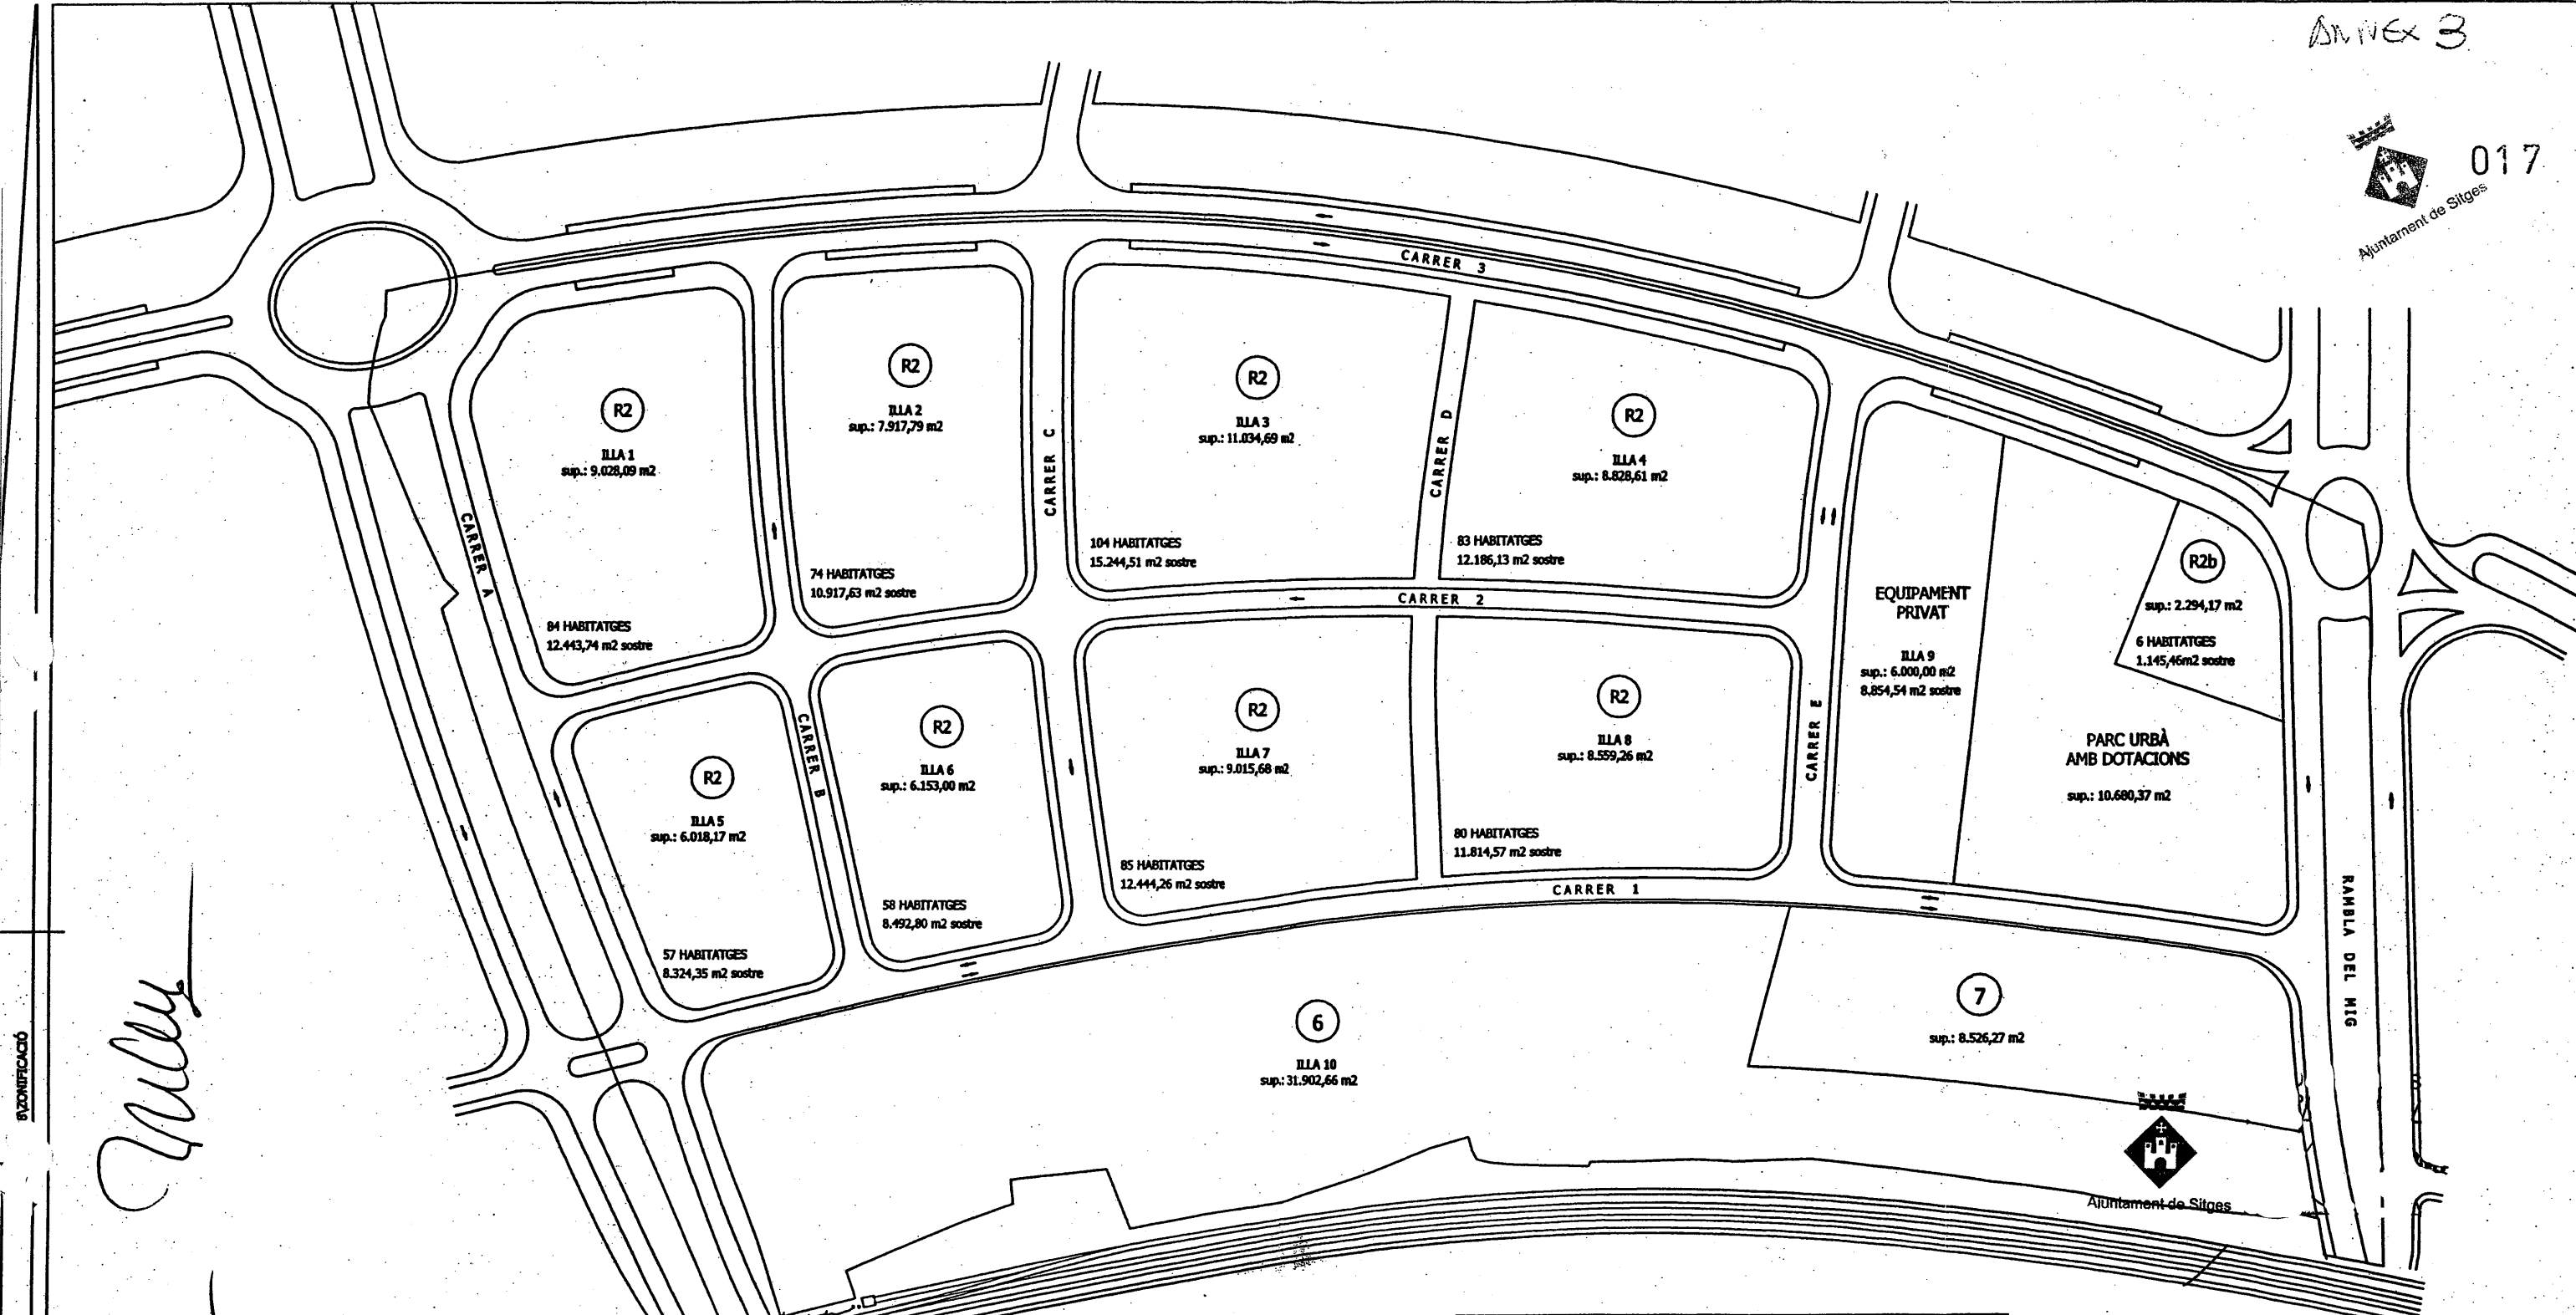 ANNEX 3
017
Ajuntament de Sitges
CARRER 3
R2
ILLA 1
sup.: 9.028,09 m2
84 HABITATGES
12.443,74 m2 sostre
R2
ILLA 2
sup.: 7.917,79 m2
74 HABITATGES
10.917,63 m2 sostre
R2
ILLA 3
sup.: 11.034,69 m2
104 HABITATGES
15.244,51 m2 sostre
R2
ILLA 4
sup.: 8.828,61 m2
83 HABITATGES
12.186,13 m2 sostre
CARRER A
CARRER C
CARRER D
CARRER 2
EQUIPAMENT
PRIVAT
ILLA 9
sup.: 6.000,00 m2
8.854,54 m2 sostre
R2b
sup.: 2.294,17 m2
6 HABITATGES
1.145,46m2 sostre
PARC URBÀ
AMB DOTACIONS
sup.: 10.680,37 m2
R2
ILLA 5
sup.: 6.018,17 m2
57 HABITATGES
8.324,35 m2 sostre
CARRER B
R2
ILLA 6
sup.: 6.153,00 m2
58 HABITATGES
8.492,80 m2 sostre
R2
ILLA 7
sup.: 9.015,68 m2
85 HABITATGES
12.444,26 m2 sostre
R2
ILLA 8
sup.: 8.559,26 m2
80 HABITATGES
11.814,57 m2 sostre
CARRER E
CARRER 1
RAMBLA DEL MIG
6
ILLA 10
sup.: 31.902,66 m2
7
sup.: 8.526,27 m2
Ajuntament de Sitges
8\ZONIFICACIÓ